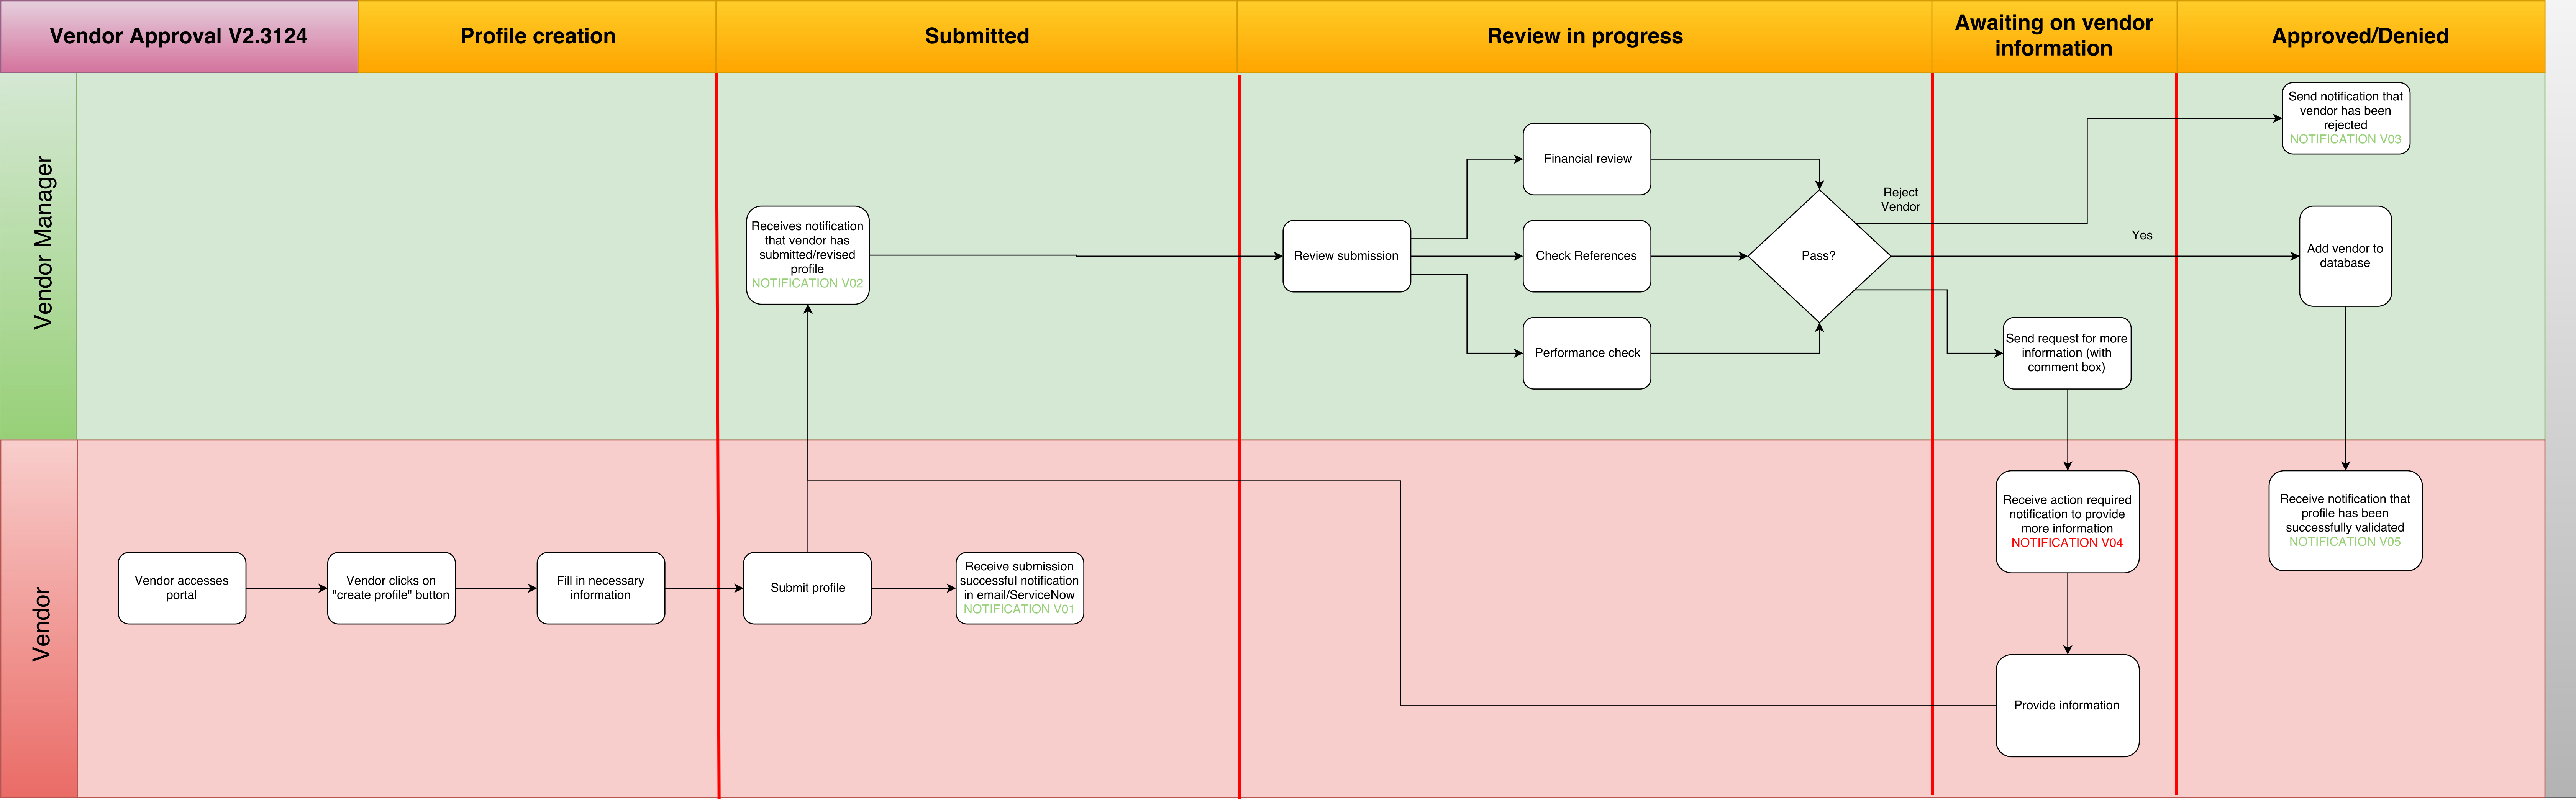 Vendor Approval V2.3124
Profile creation
Submitted
Review in progress
Awaiting on vendor
information
Approved/Denied
Vendor Manager
Receives notification
that vendor has
submitted/revised
profile
NOTIFICATION V02
Review submission
Financial review
Check References
Performance check
Pass?
Reject
Vendor
Yes
Send notification that
vendor has been
rejected
NOTIFICATION V03
Add vendor to
database
Send request for more
information (with
comment box)
Vendor
Vendor accesses
portal
Vendor clicks on
"create profile" button
Fill in necessary
information
Submit profile
Receive submission
successful notification
in email/ServiceNow
NOTIFICATION V01
Receive action required
notification to provide
more information
NOTIFICATION V04
Provide information
Receive notification that
profile has been
successfully validated
NOTIFICATION V05